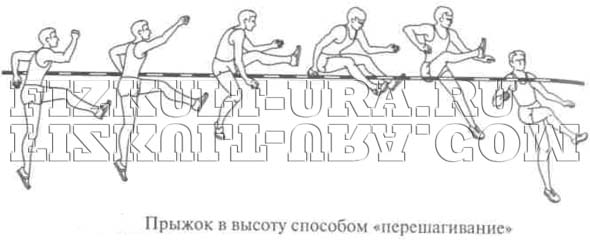 FIZKULT-URA.RU
FIZKULT-URA.COM
Прыжок в высоту способом «перешагивание»